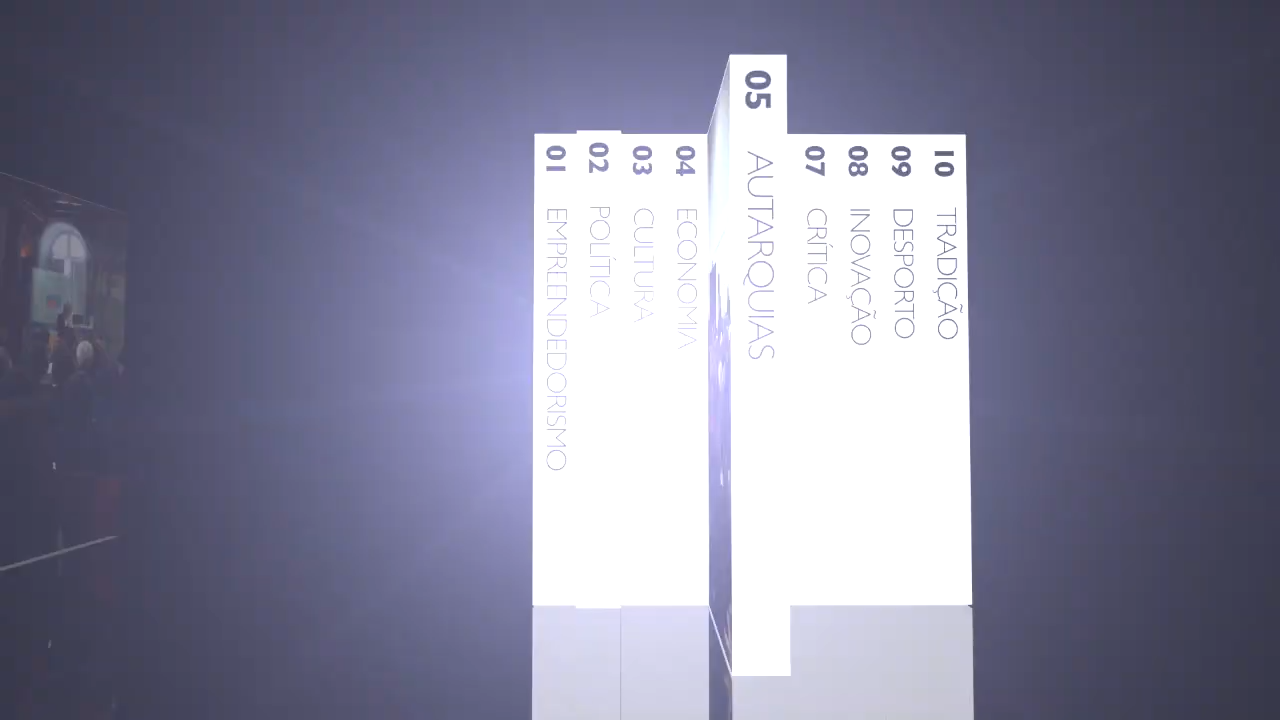 01 EMPREENDEDORISMO
02 POLÍTICA
03 CULTURA
04 ECONOMIA
05 AUTARQUIAS
07 CRÍTICA
08 INOVAÇÃO
09 DESPORTO
10 TRADIÇÃO